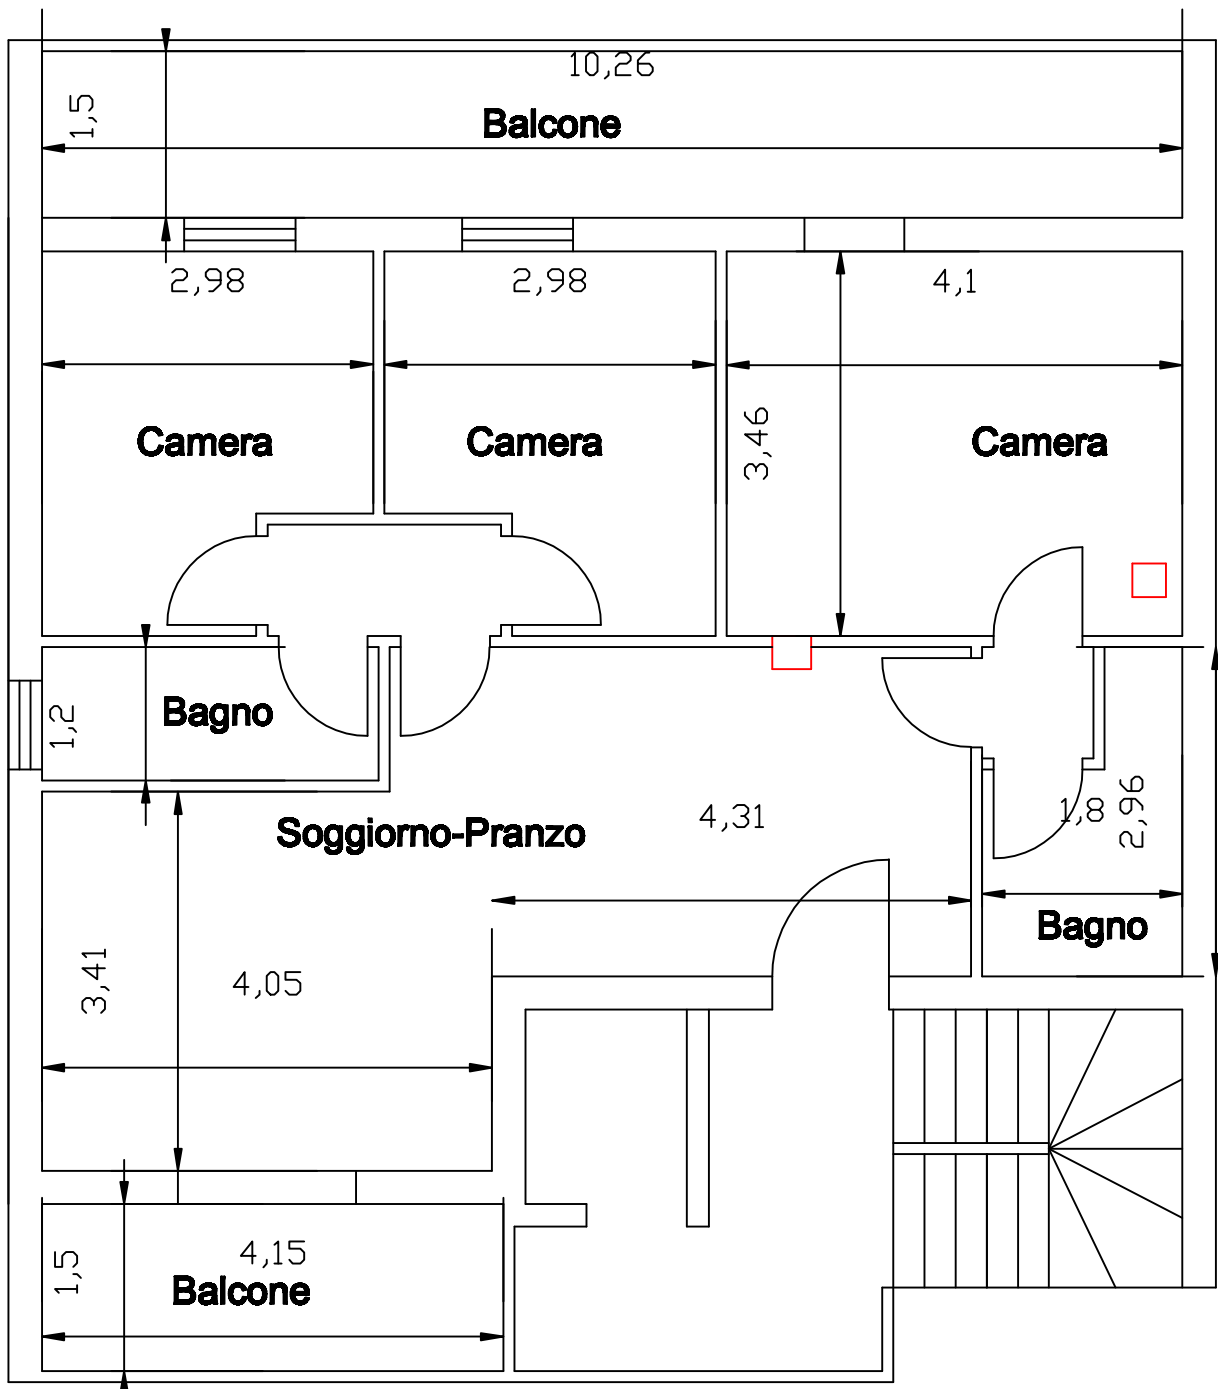 10,26
1,5
Balcone
2,98
2,98
4,1
Camera
Camera
3,46
Camera
1,2
Bagno
Soggiorno-Pranzo
4,31
1,8
2,96
Bagno
3,41
4,05
1,5
4,15
Balcone